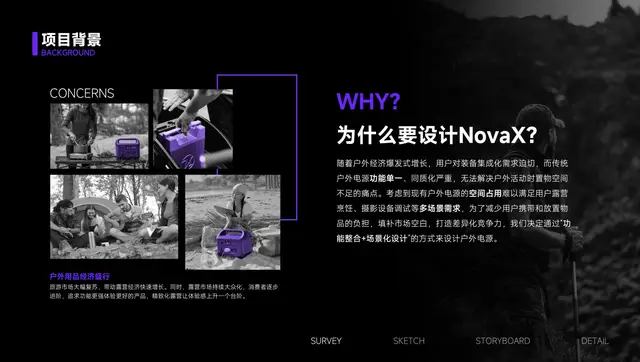 项目背景
BACKGROUND
CONCERNS
户外用品经济盛行
旅游市场大幅复苏，带动露营经济快速增长。同时，露营市场持续大众化，消费者逐步
进阶，追求功能更强体验更好的产品，精致化露营让体验感上升一个台阶。
WHY?
为什么要设计NovaX?
随着户外经济爆发式增长，用户对装备集成化需求迫切，而传统
户外电源功能单一、同质化严重，无法解决户外活动时置物空间
不足的痛点。考虑到现有户外电源的空间占用难以满足用户露营
烹饪、摄影设备调试等多场景需求，为了减少用户携带和放置物
品的负担，填补市场空白，打造差异化竞争力，我们决定通过“功
能整合+场景化设计”的方式来设计户外电源。
SURVEY
SKETCH
STORYBOARD
DETAIL